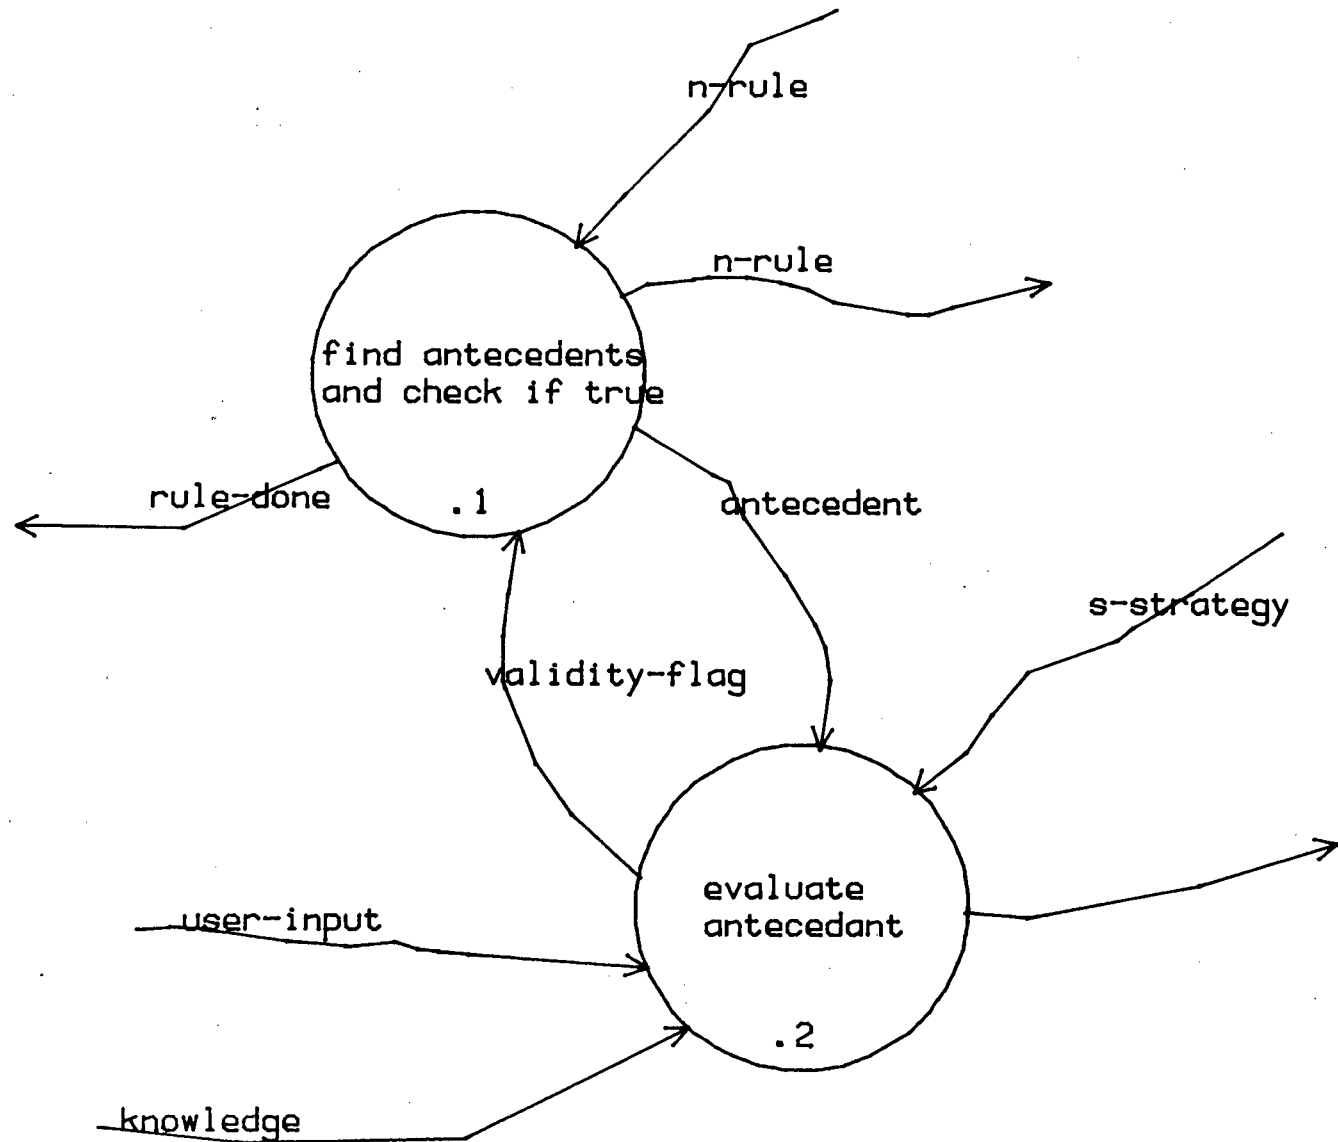 n-rule
n-rule
find antecedents
and check if true
rule-done
.1
antecedent
s-strategy
validity-flag
evaluate
antecedant
user-input
.2
knowledge